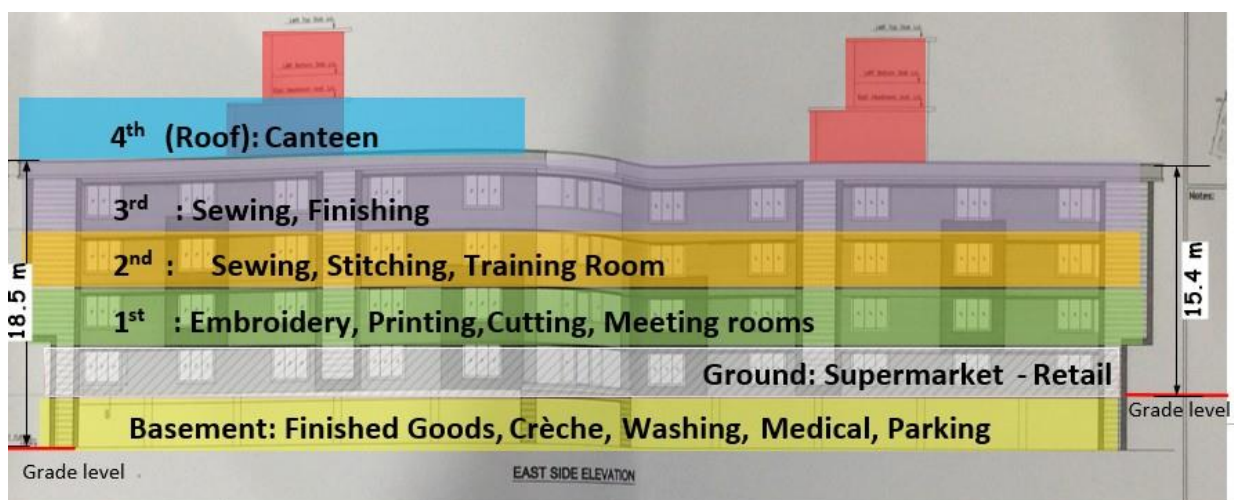 4th (Roof): Canteen
3rd : Sewing, Finishing
2nd : Sewing, Stitching, Training Room
1st : Embroidery, Printing,Cutting, Meeting rooms
Ground: Supermarket - Retail
Basement: Finished Goods, Crèche, Washing, Medical, Parking
18.5 m
15.4 m
Notes:
Grade level
Grade level
EAST SIDE ELEVATION